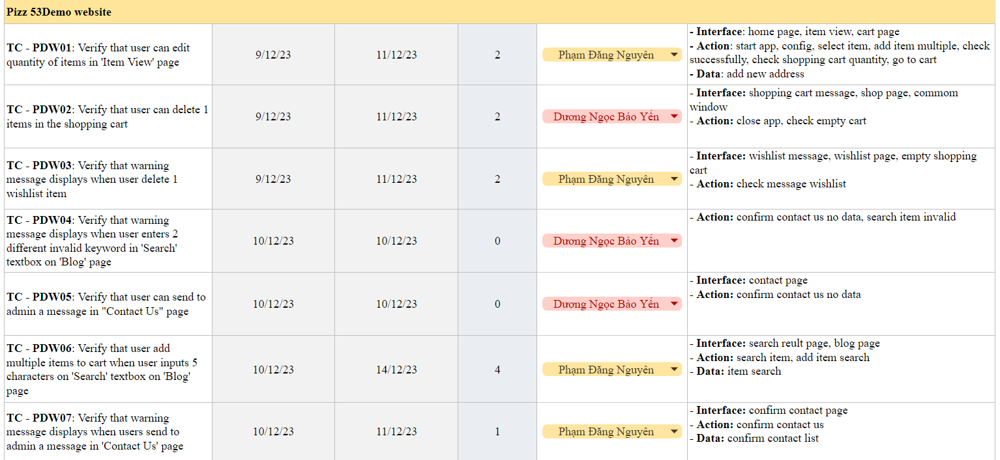 Pizz 53Demo website
TC - PDW01: Verify that user can edit
quantity of items in 'Item View' page
9/12/23
11/12/23
2
Phạm Đăng Nguyên
- Interface: home page, item view, cart page
- Action: start app, config, select item, add item multiple, check
successfully, check shopping cart quantity, go to cart
- Data: add new address
TC - PDW02: Verify that user can delete 1
items in the shopping cart
9/12/23
11/12/23
2
Dương Ngọc Bảo Yến
- Interface: shopping cart message, shop page, commom
window
- Action: close app, check empty cart
TC - PDW03: Verify that warning
message displays when user delete 1
wishlist item
9/12/23
11/12/23
2
Phạm Đăng Nguyên
- Interface: wishlist message, wishlist page, empty shopping
cart
- Action: check message wishlist
TC - PDW04: Verify that warning
message displays when user enters 2
different invalid keyword in 'Search'
textbox on 'Blog' page
10/12/23
10/12/23
0
Dương Ngọc Bảo Yến
- Action: confirm contact us no data, search item invalid
TC - PDW05: Verify that user can send to
admin a message in "Contact Us" page
10/12/23
10/12/23
0
Dương Ngọc Bảo Yến
- Interface: contact page
- Action: confirm contact us no data
TC - PDW06: Verify that user add
multiple items to cart when user inputs 5
characters on 'Search' textbox on 'Blog'
page
10/12/23
14/12/23
4
Phạm Đăng Nguyên
- Interface: search reult page, blog page
- Action: search item, add item search
- Data: item search
TC - PDW07: Verify that warning
message displays when users send to
admin a message in 'Contact Us' page
10/12/23
11/12/23
1
Phạm Đăng Nguyên
- Interface: confirm contact page
- Action: confirm contact us
- Data: confirm contact list